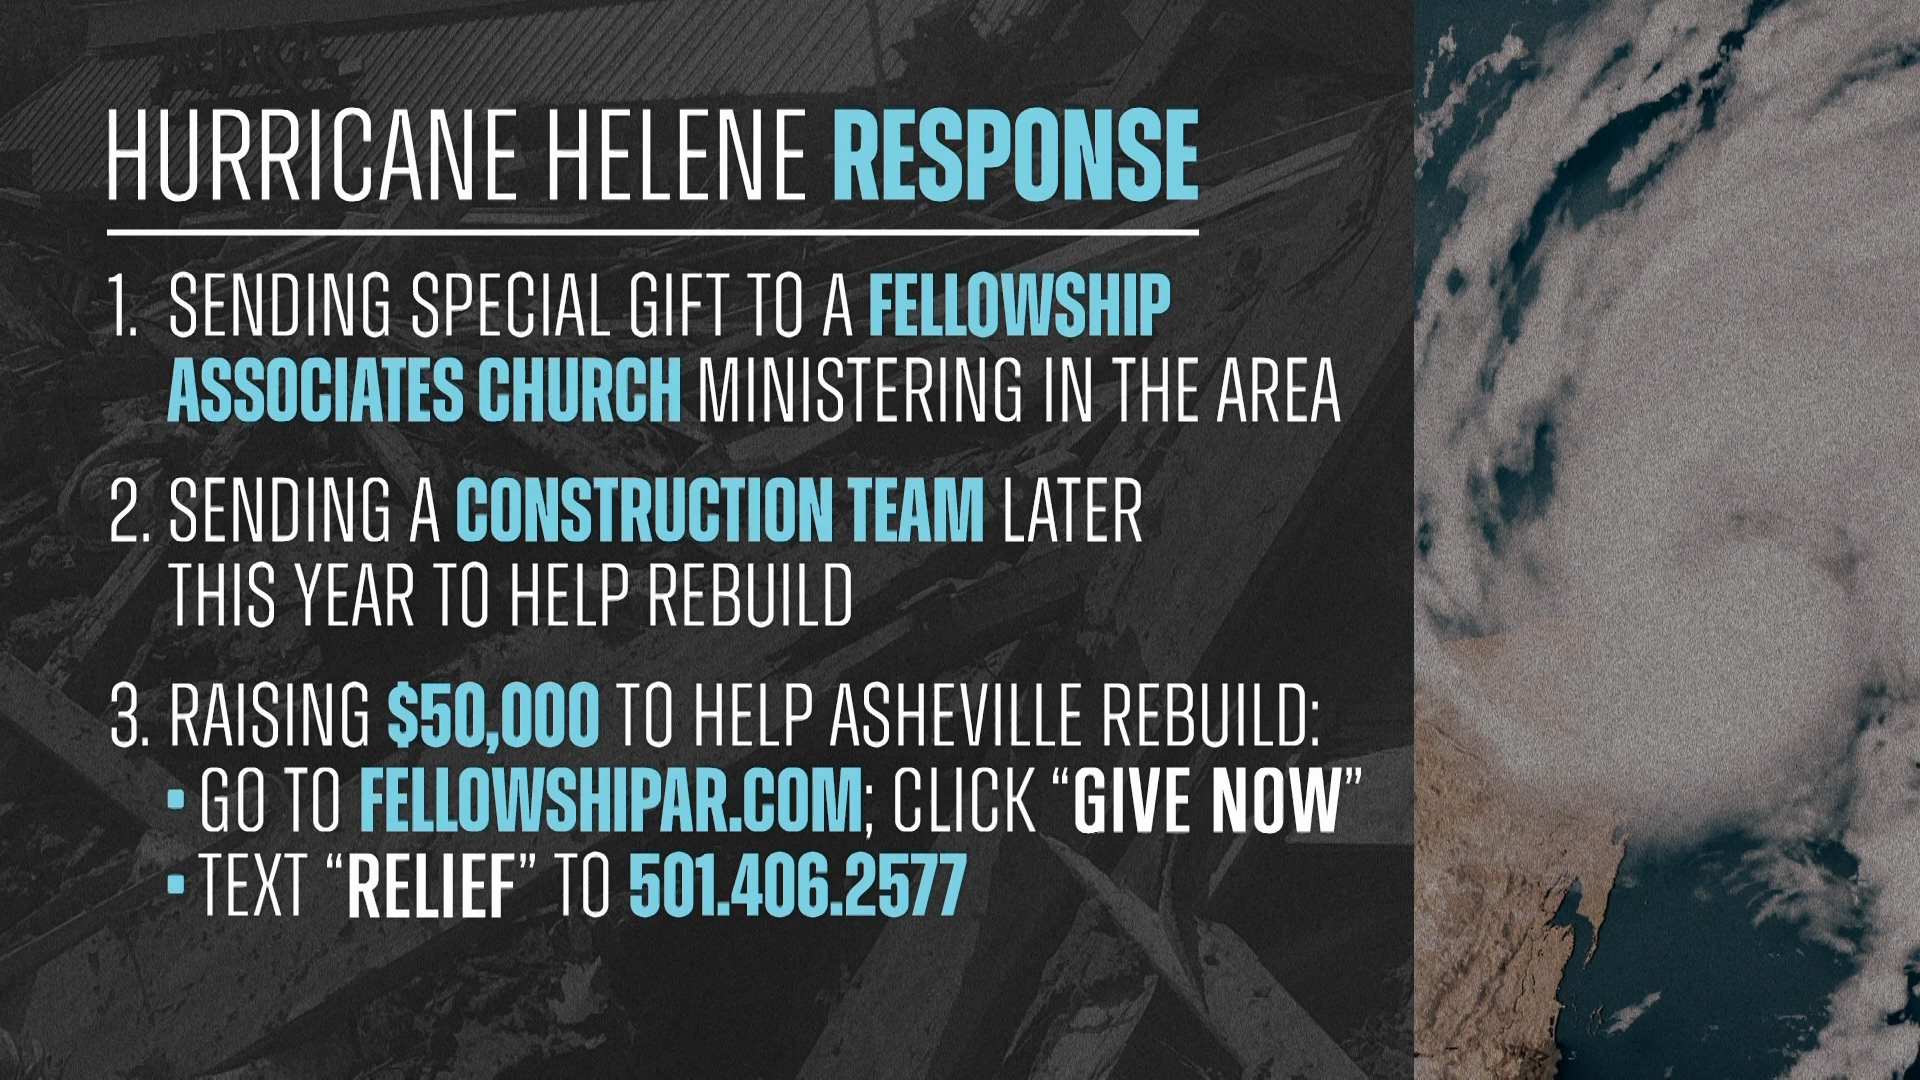 HURRICANE HELENE RESPONSE
1. SENDING SPECIAL GIFT TO A FELLOWSHIP
ASSOCIATES CHURCH MINISTERING IN THE AREA
2. SENDING A CONSTRUCTION TEAM LATER
THIS YEAR TO HELP REBUILD
3. RAISING $50,000 TO HELP ASHEVILLE REBUILD:
• GO TO FELLOWSHIPAR.COM; CLICK “GIVE NOW”
• TEXT “RELIEF” TO 501.406.2577